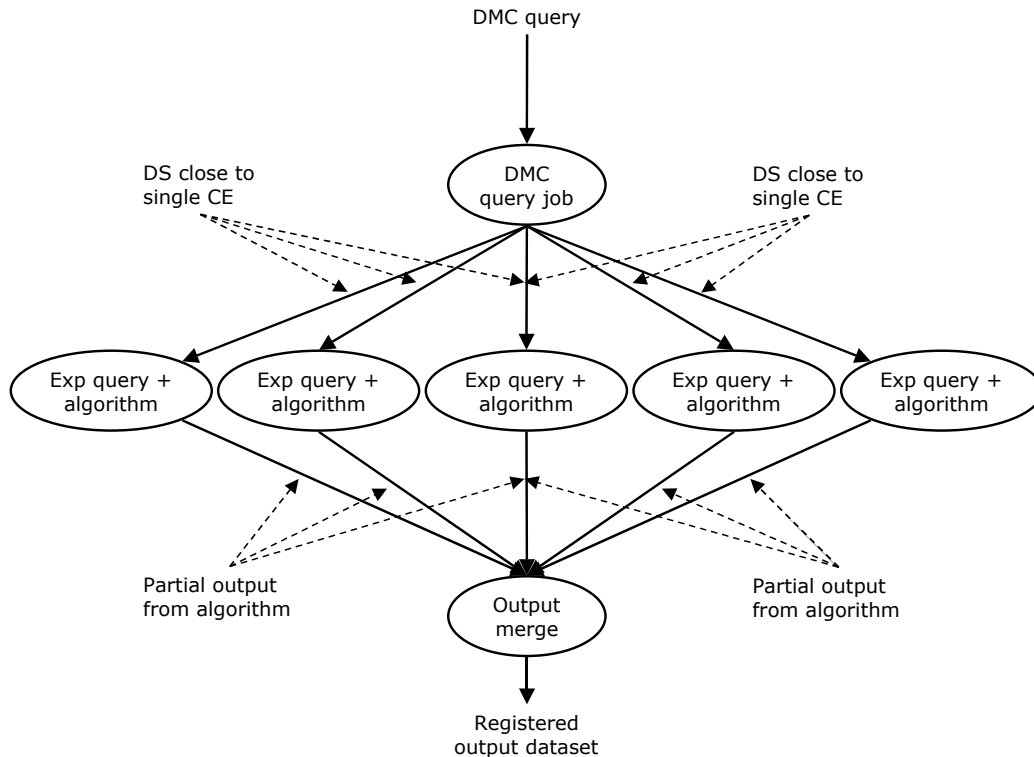 DMC query
DS close to
single CE
DMC
query job
DS close to
single CE
Exp query +
algorithm
Exp query +
algorithm
Exp query +
algorithm
Exp query +
algorithm
Exp query +
algorithm
Partial output
from algorithm
Output
merge
Partial output
from algorithm
Registered
output dataset